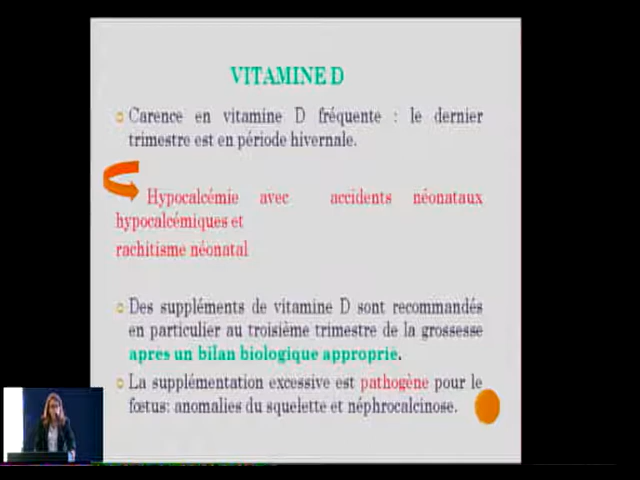 VITAMINE D
Carence en vitamine D fréquente : le dernier
trimestre est en période hivernale.
Hypocalcémie avec accidents néonataux
hypocalcémiques et
rachitisme néonatal
Des suppléments de vitamine D sont recommandés
en particulier au troisième trimestre de la grossesse
apres un bilan biologique approprie.
La supplémentation excessive est pathogène pour le
fœtus: anomalies du squelette et néphrocalcinose.